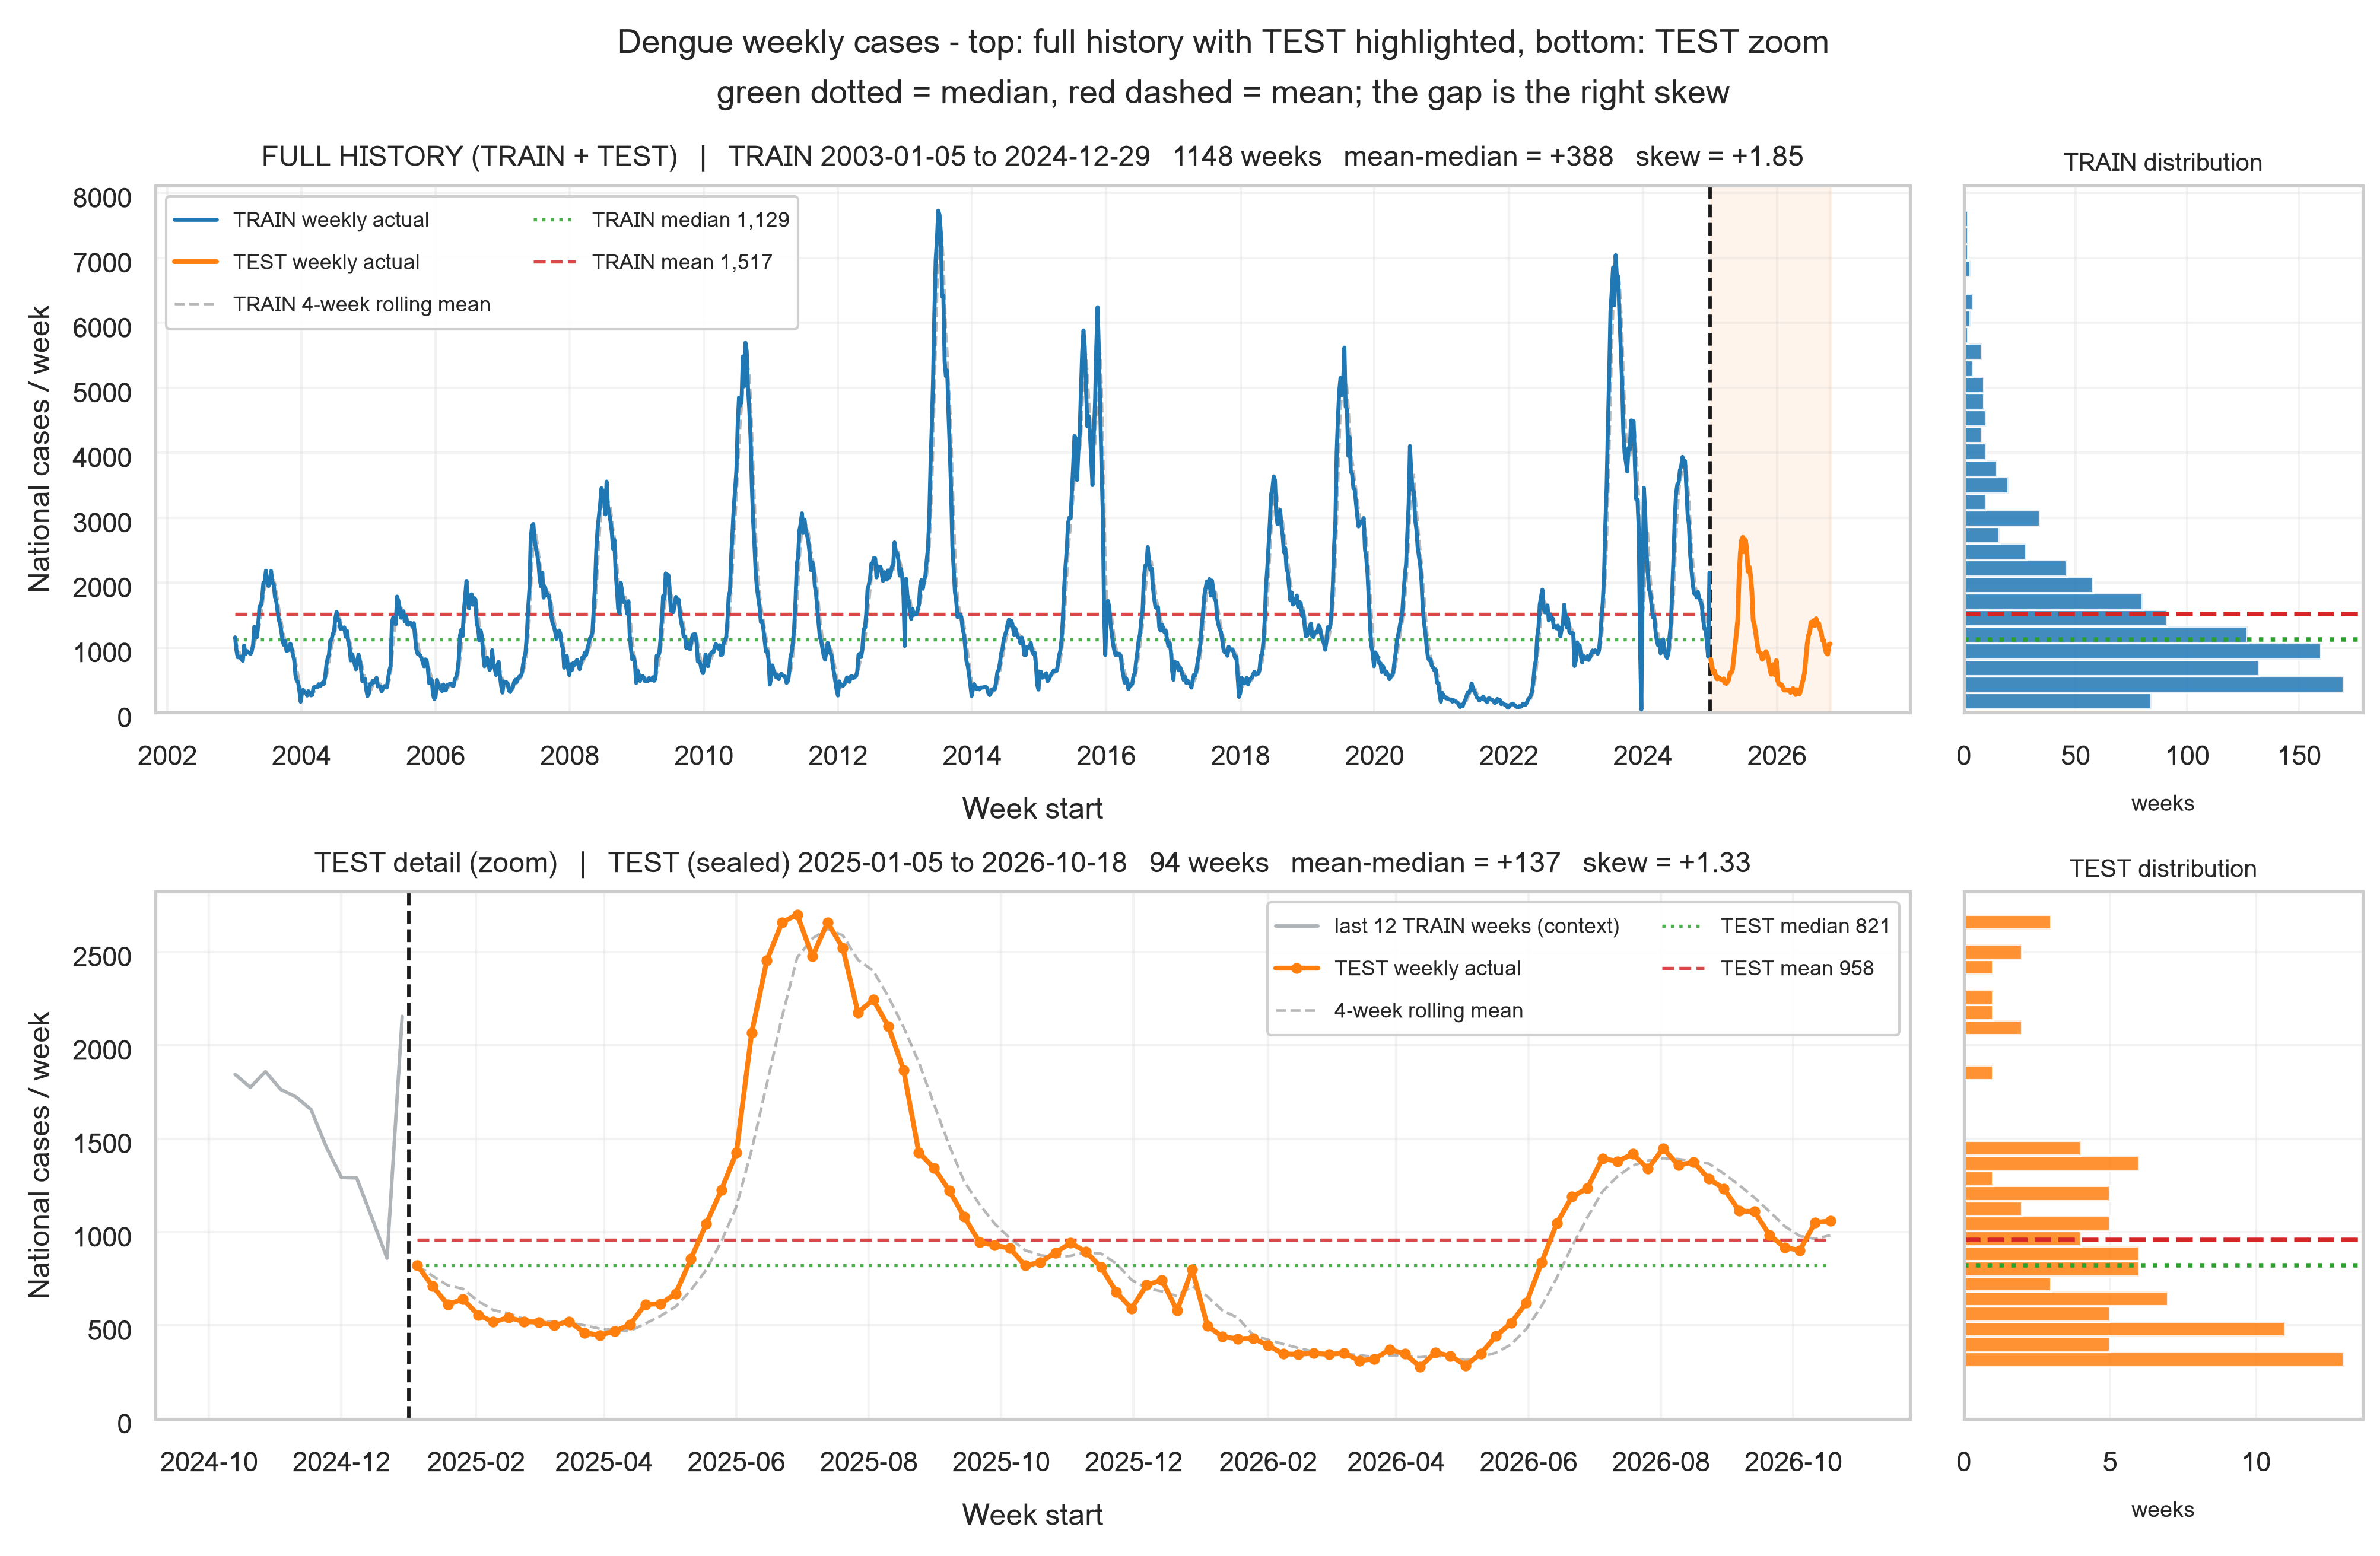 Dengue weekly cases - top: full history with TEST highlighted, bottom: TEST zoom
green dotted = median, red dashed = mean; the gap is the right skew
FULL HISTORY (TRAIN + TEST)   |   TRAIN 2003-01-05 to 2024-12-29   1148 weeks   mean-median = +388   skew = +1.85
TRAIN weekly actual
TEST weekly actual
TRAIN 4-week rolling mean
TRAIN median 1,129
TRAIN mean 1,517
National cases / week
8000
7000
6000
5000
4000
3000
2000
1000
0
2002 2004 2006 2008 2010 2012 2014 2016 2018 2020 2022 2024 2026
Week start
TRAIN distribution
0 50 100 150
weeks
TEST detail (zoom)   |   TEST (sealed) 2025-01-05 to 2026-10-18   94 weeks   mean-median = +137   skew = +1.33
last 12 TRAIN weeks (context)
TEST weekly actual
4-week rolling mean
TEST median 821
TEST mean 958
National cases / week
2500
2000
1500
1000
500
0
2024-10 2024-12 2025-02 2025-04 2025-06 2025-08 2025-10 2025-12 2026-02 2026-04 2026-06 2026-08 2026-10
Week start
TEST distribution
0 5 10
weeks